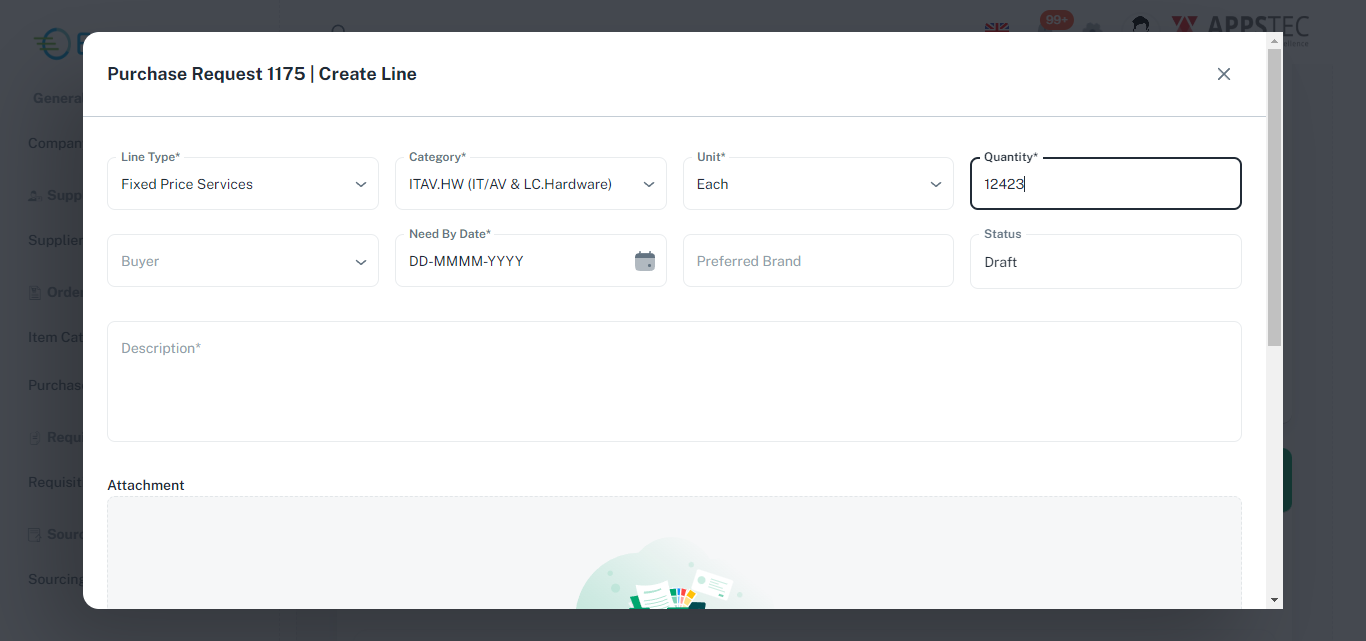 99+
APPSTEC
Purchase Request 1175 | Create Line
Genera
Compan
Supp
Supplier
Orde
Item Cat
Purchase
Requ
Requisit
Sourc
Sourcing
Line Type*
Fixed Price Services
Category*
ITAV.HW (IT/AV & LC.Hardware)
Unit*
Each
Quantity*
12423
Buyer
Need By Date*
DD-MMMM-YYYY
Preferred Brand
Status
Draft
Description*
Attachment